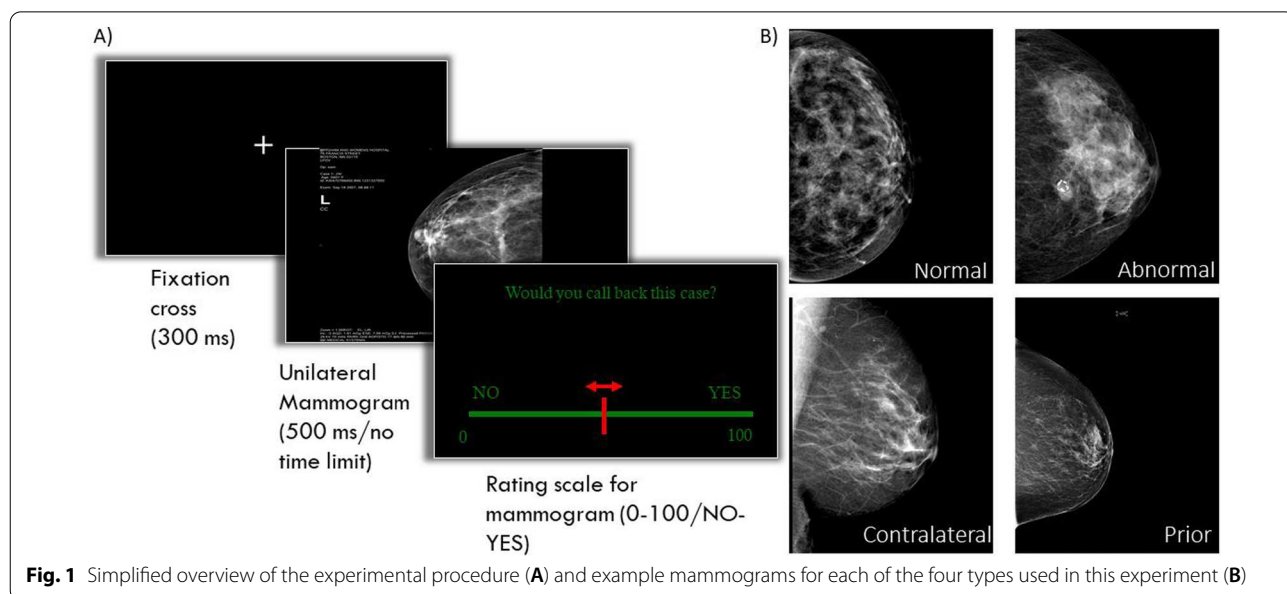 A)
Fixation
cross
(300 ms)
L
CC
Unilateral
Mammogram
(500 ms/no
time limit)
Would you call back this case?
NO YES
0 100
Rating scale for
mammogram (0-100/NO-
YES)
B)
Normal
Abnormal
Contralateral
Prior
Fig. 1 Simplified overview of the experimental procedure (A) and example mammograms for each of the four types used in this experiment (B)